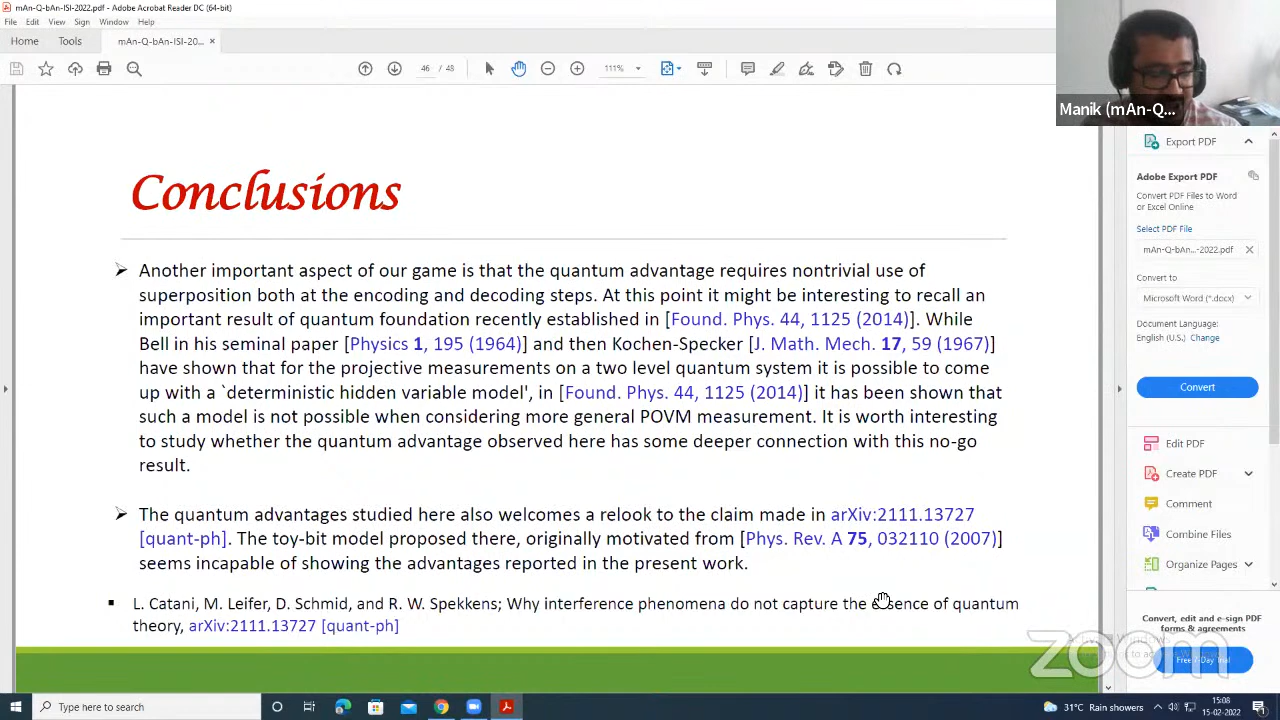 mAn-Q-bAn-ISI-2022.pdf - Adobe Acrobat Reader DC (64-bit)
File Edit View Sign Window Help
Home Tools mAn-Q-bAn-ISI-20... ×
46 / 48 111%
Manik (mAn-Q...
Conclusions
Another important aspect of our game is that the quantum advantage requires nontrivial use of
superposition both at the encoding and decoding steps. At this point it might be interesting to recall an
important result of quantum foundation recently established in [Found. Phys. 44, 1125 (2014)]. While
Bell in his seminal paper [Physics 1, 195 (1964)] and then Kochen-Specker [J. Math. Mech. 17, 59 (1967)]
have shown that for the projective measurements on a two level quantum system it is possible to come
up with a `deterministic hidden variable model', in [Found. Phys. 44, 1125 (2014)] it has been shown that
such a model is not possible when considering more general POVM measurement. It is worth interesting
to study whether the quantum advantage observed here has some deeper connection with this no-go
result.
The quantum advantages studied here also welcomes a relook to the claim made in arXiv:2111.13727
[quant-ph]. The toy-bit model proposed there, originally motivated from [Phys. Rev. A 75, 032110 (2007)]
seems incapable of showing the advantages reported in the present work.
L. Catani, M. Leifer, D. Schmid, and R. W. Spekkens; Why interference phenomena do not capture the essence of quantum
theory, arXiv:2111.13727 [quant-ph]
Export PDF
Adobe Export PDF
Convert PDF Files to Word
or Excel Online
Select PDF File
mAn-Q-bAn...-2022.pdf
Convert to
Microsoft Word (*.docx)
Document Language:
English (U.S.) Change
Convert
Edit PDF
Create PDF
Comment
Combine Files
Organize Pages
Convert, edit and e-sign PDF
forms & agreements
Free 7-Day Trial
zoom
Type here to search
31°C Rain showers
15:08
15-02-2022
1